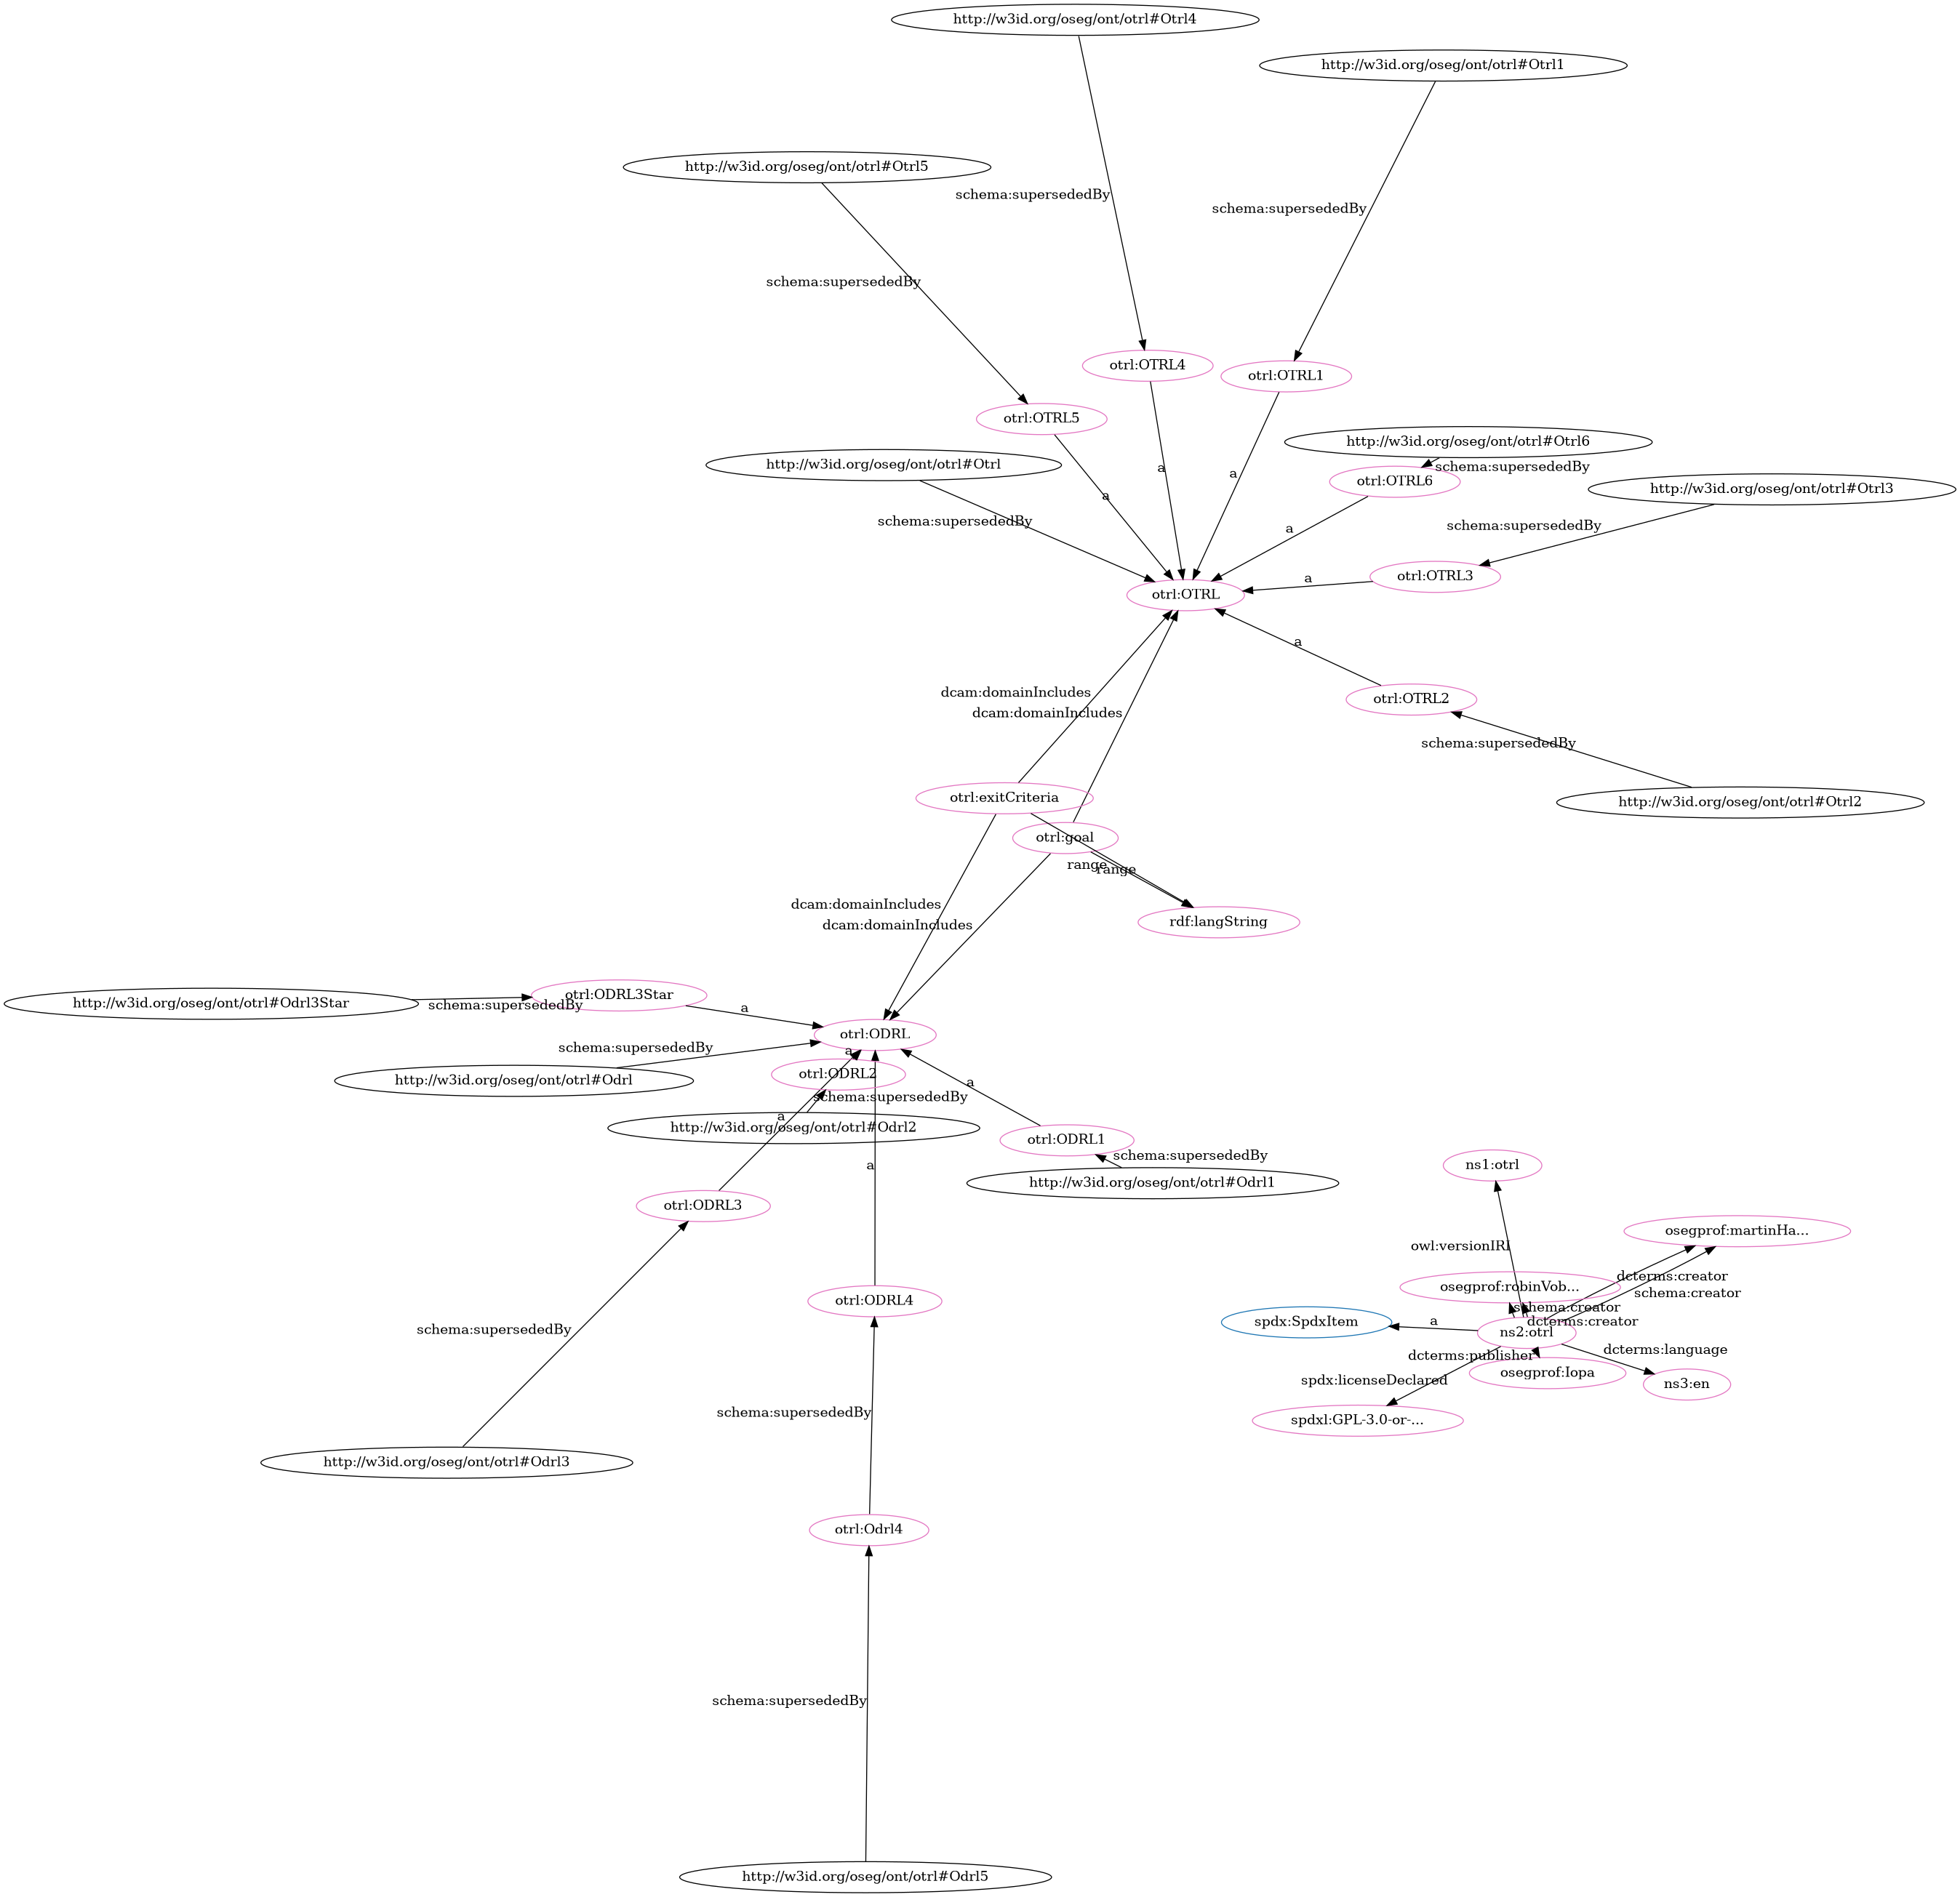 http://w3id.org/oseg/ont/otrl#Otrl4
http://w3id.org/oseg/ont/otrl#Otrl1
http://w3id.org/oseg/ont/otrl#Otrl5
schema:supersededBy
schema:supersededBy
schema:supersededBy
otrl:OTRL4
otrl:OTRL1
otrl:OTRL5
http://w3id.org/oseg/ont/otrl#Otrl6
http://w3id.org/oseg/ont/otrl#Otrl
schema:supersededBy
a
a
otrl:OTRL6
http://w3id.org/oseg/ont/otrl#Otrl3
a
schema:supersededBy
a
schema:supersededBy
otrl:OTRL3
a
otrl:OTRL
a
dcam:domainIncludes
otrl:OTRL2
dcam:domainIncludes
schema:supersededBy
otrl:exitCriteria
http://w3id.org/oseg/ont/otrl#Otrl2
otrl:goal
range
range
dcam:domainIncludes
rdf:langString
dcam:domainIncludes
otrl:ODRL3Star
http://w3id.org/oseg/ont/otrl#Odrl3Star
schema:supersededBy
a
otrl:ODRL
schema:supersededBy
a
otrl:ODRL2
http://w3id.org/oseg/ont/otrl#Odrl
a
schema:supersededBy
a
http://w3id.org/oseg/ont/otrl#Odrl2
otrl:ODRL1
schema:supersededBy
a
ns1:otrl
http://w3id.org/oseg/ont/otrl#Odrl1
otrl:ODRL3
osegprof:martinHa...
owl:versionIRI
dcterms:creator
osegprof:robinVob...
schema:creator
otrl:ODRL4
schema:creator
spdx:SpdxItem
a
dcterms:creator
schema:supersededBy
ns2:otrl
dcterms:language
dcterms:publisher
osegprof:Iopa
spdx:licenseDeclared
ns3:en
schema:supersededBy
spdxl:GPL-3.0-or-...
http://w3id.org/oseg/ont/otrl#Odrl3
otrl:Odrl4
schema:supersededBy
http://w3id.org/oseg/ont/otrl#Odrl5